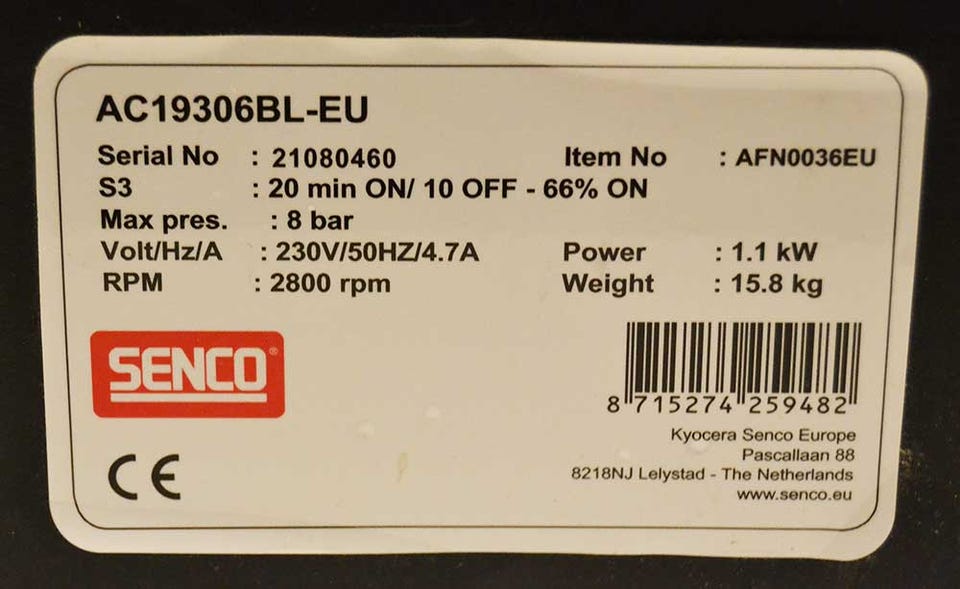 AC19306BL-EU
Serial No : 21080460 Item No : AFN0036EU
S3 : 20 min ON/ 10 OFF - 66% ON
Max pres. : 8 bar
Volt/Hz/A : 230V/50HZ/4.7A Power : 1.1 kW
RPM : 2800 rpm Weight : 15.8 kg
SENCO®
8 715274 259482
Kyocera Senco Europe
Pascallaan 88
8218NJ Lelystad - The Netherlands
www.senco.eu
CE